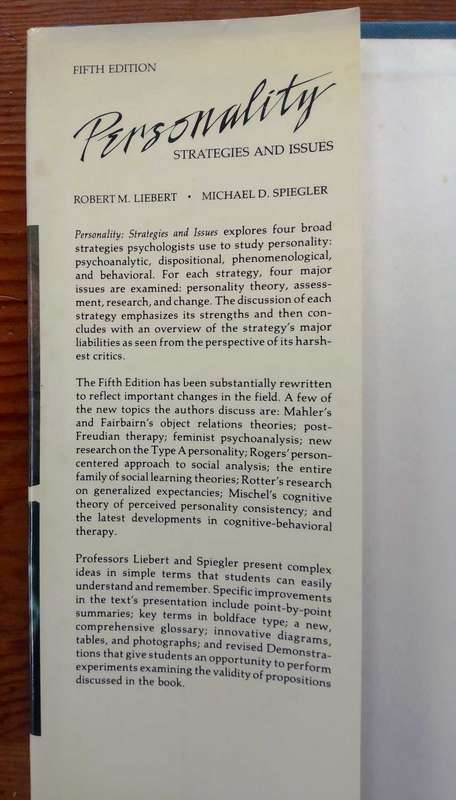 FIFTH EDITION
Personality
STRATEGIES AND ISSUES
ROBERT M. LIEBERT • MICHAEL D. SPIEGLER
Personality: Strategies and Issues explores four broad
strategies psychologists use to study personality:
psychoanalytic, dispositional, phenomenological,
and behavioral. For each strategy, four major
issues are examined: personality theory, assess-
ment, research, and change. The discussion of each
strategy emphasizes its strengths and then con-
cludes with an overview of the strategy's major
liabilities as seen from the perspective of its harsh-
est critics.
The Fifth Edition has been substantially rewritten
to reflect important changes in the field. A few of
the new topics the authors discuss are: Mahler's
and Fairbairn's object relations theories; post-
Freudian therapy; feminist psychoanalysis; new
research on the Type A personality; Rogers' person-
centered approach to social analysis; the entire
family of social learning theories; Rotter's research
on generalized expectancies; Mischel's cognitive
theory of perceived personality consistency; and
the latest developments in cognitive-behavioral
therapy.
Professors Liebert and Spiegler present complex
ideas in simple terms that students can easily
understand and remember. Specific improvements
in the text's presentation include point-by-point
summaries; key terms in boldface type; a new,
comprehensive glossary; innovative diagrams,
tables, and photographs; and revised Demonstra-
tions that give students an opportunity to perform
experiments examining the validity of propositions
discussed in the book.